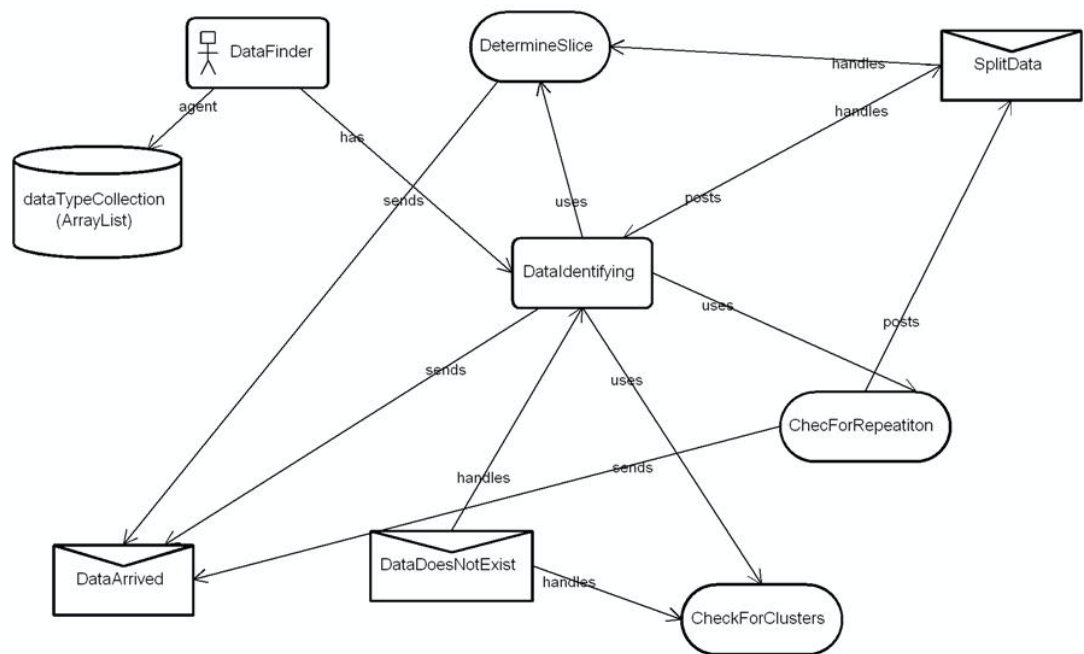 DataFinder
DetermineSlice
SplitData
handles
agent
handles
has
dataTypeCollection
(ArrayList)
sends
uses
posts
DataIdentifying
uses
posts
sends
uses
ChecForRepeatiton
handles
sends
DataArrived
DataDoesNotExist
handles
CheckForClusters